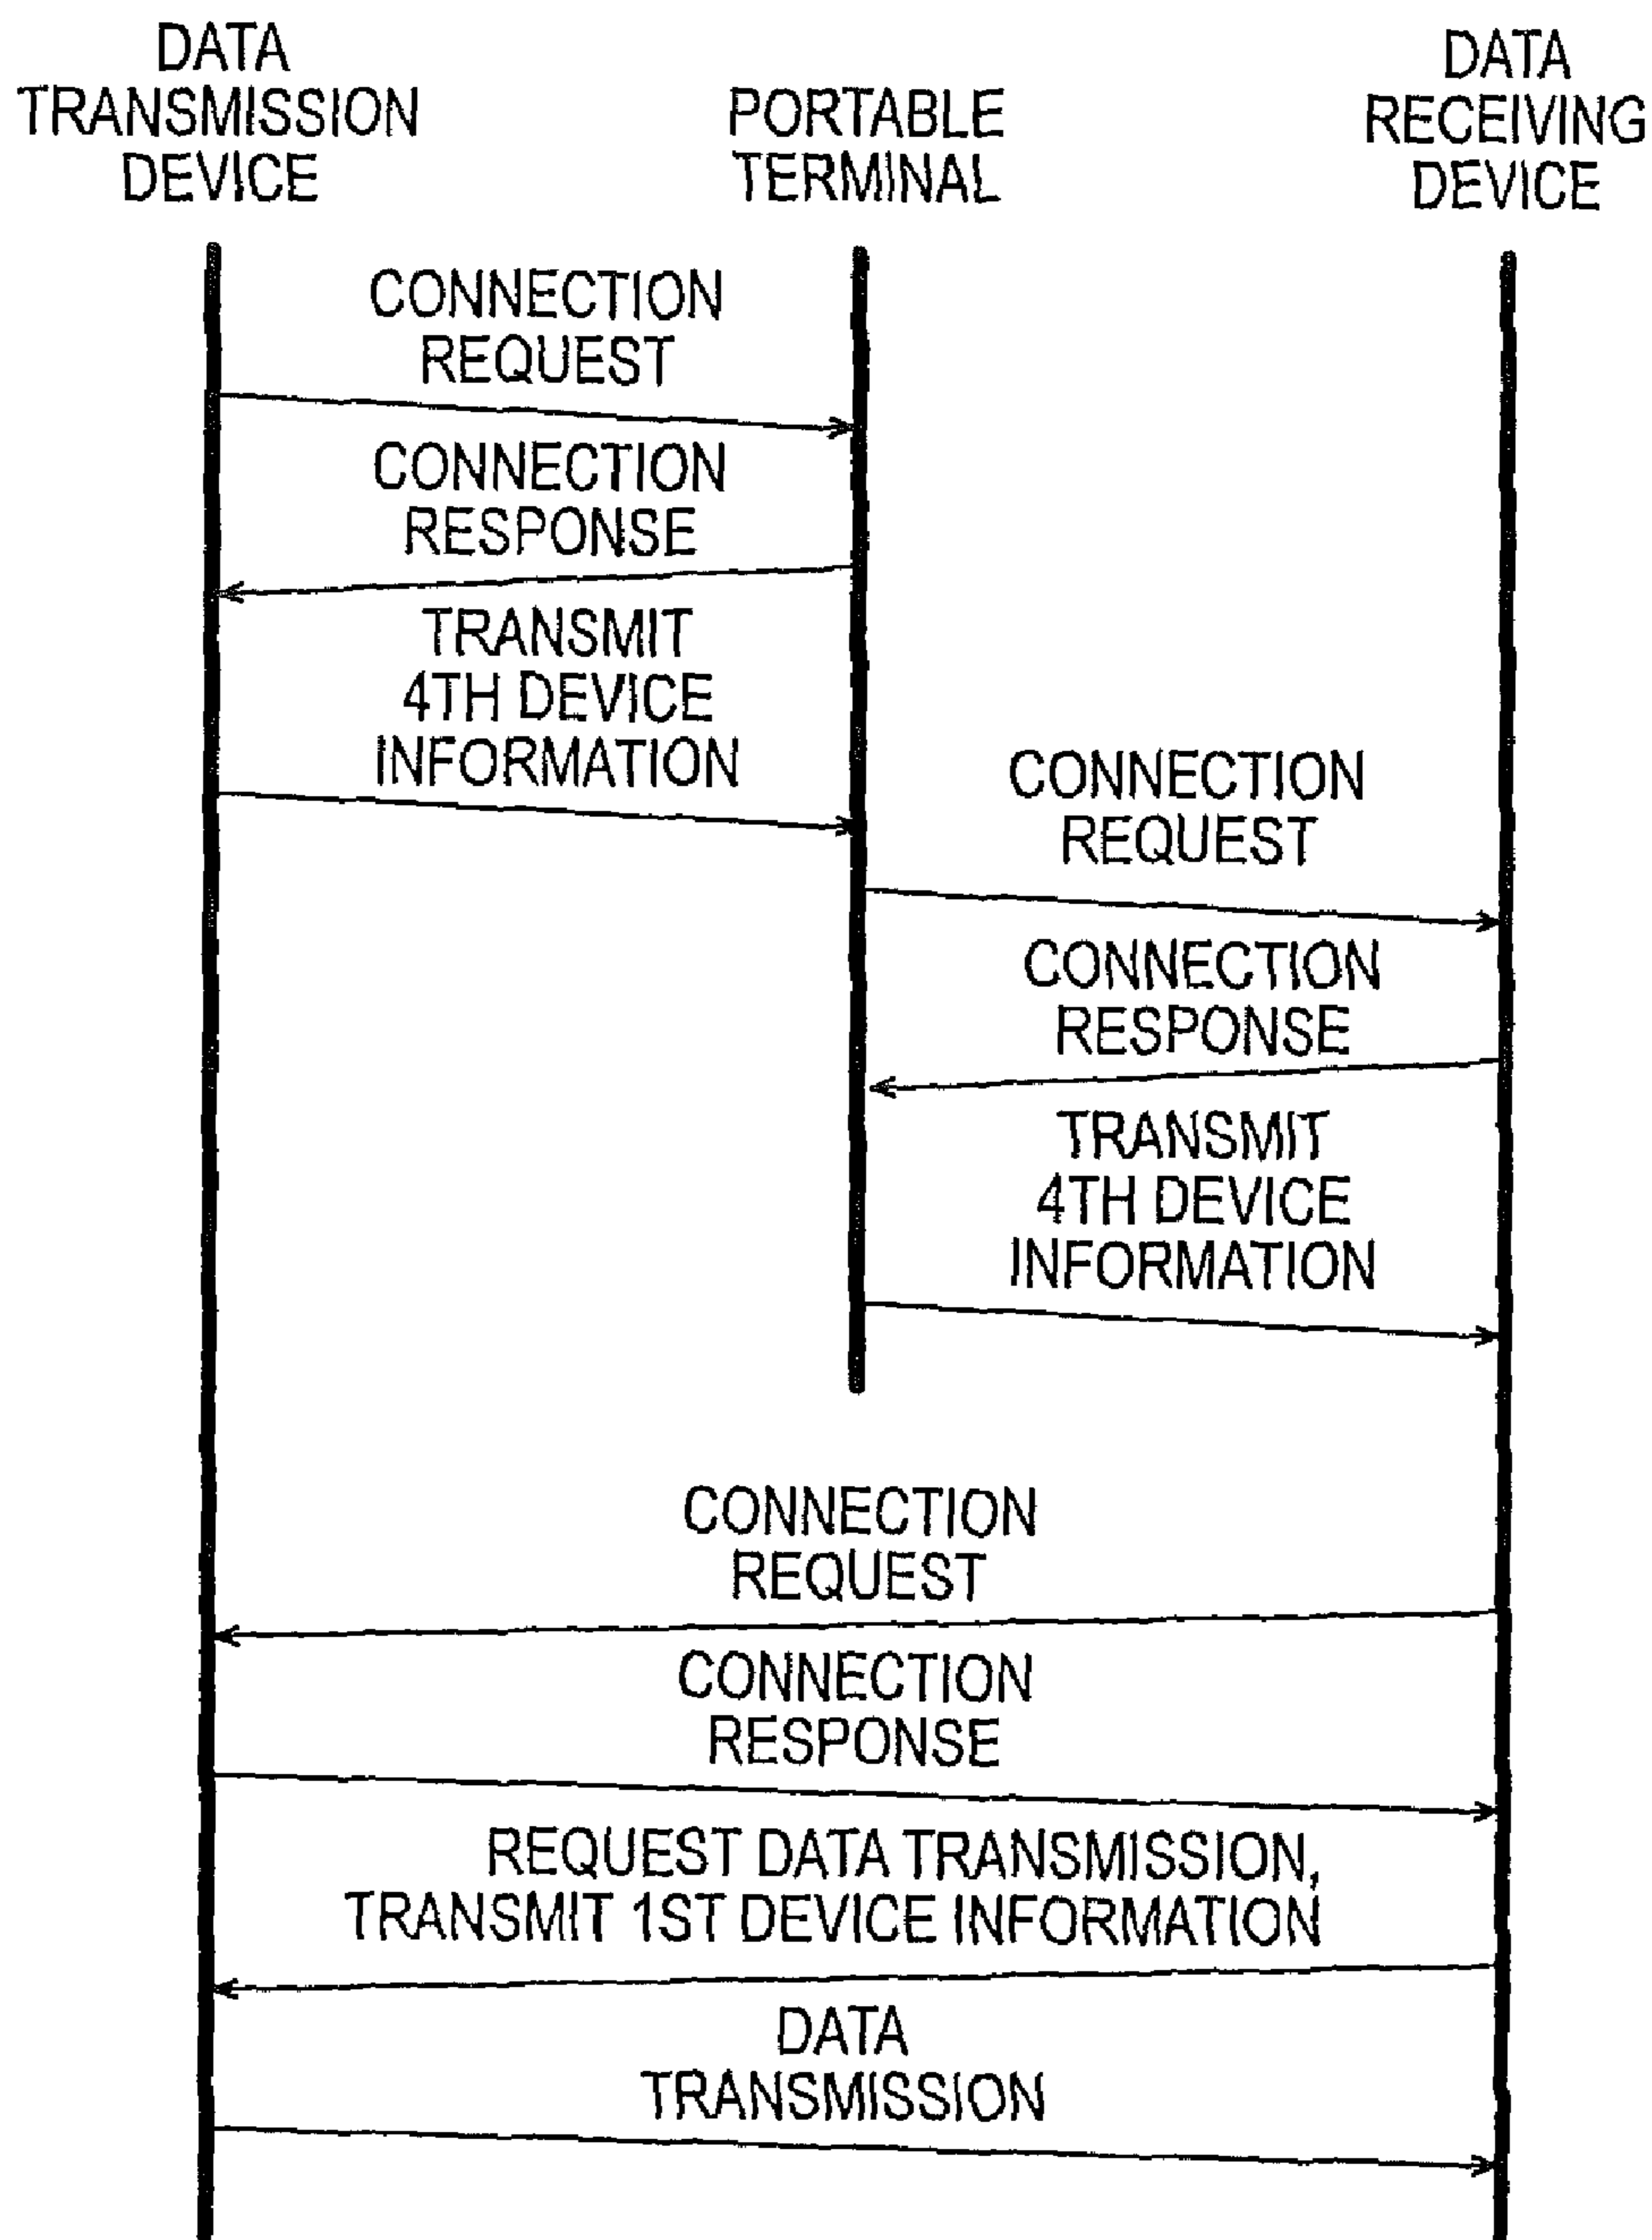 DATA
TRANSMISSION
DEVICE
PORTABLE
TERMINAL
DATA
RECEIVING
DEVICE
CONNECTION
REQUEST
CONNECTION
RESPONSE
TRANSMIT
4TH DEVICE
INFORMATION
CONNECTION
REQUEST
CONNECTION
RESPONSE
TRANSMIT
4TH DEVICE
INFORMATION
CONNECTION
REQUEST
CONNECTION
RESPONSE
REQUEST DATA TRANSMISSION,
TRANSMIT 1ST DEVICE INFORMATION
DATA
TRANSMISSION